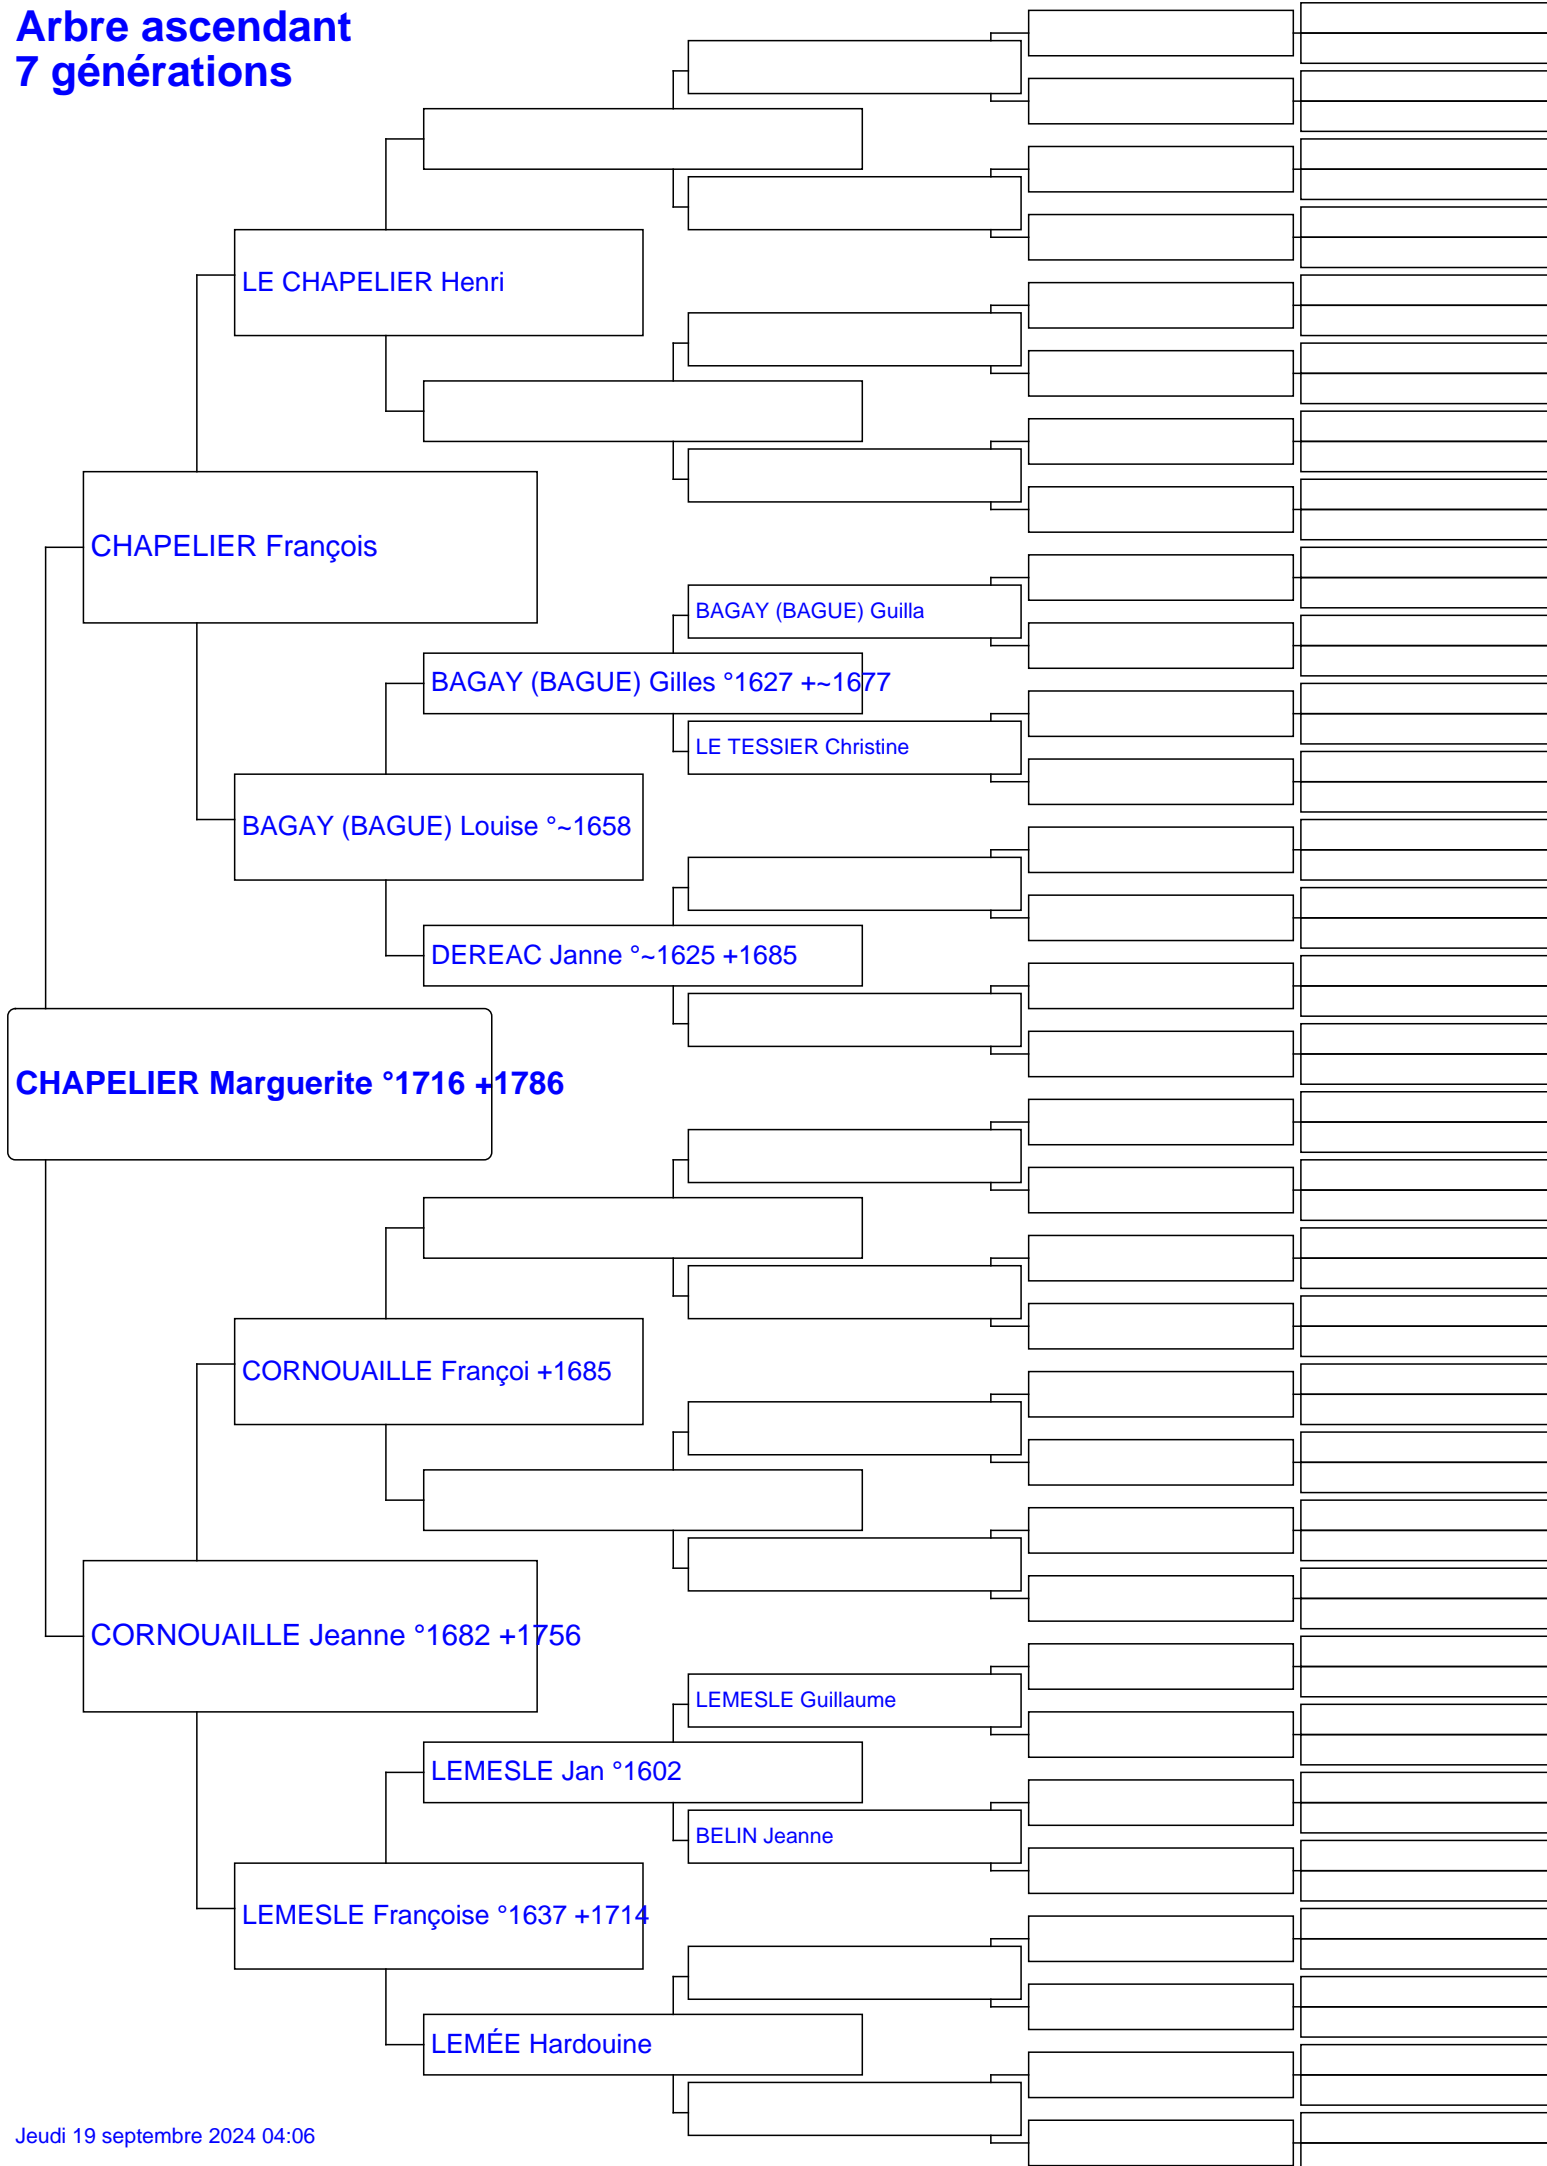 Arbre ascendant
7 générations
LE CHAPELIER Henri
CHAPELIER François
BAGAY (BAGUE) Guilla
BAGAY (BAGUE) Gilles °1627 +~1677
LE TESSIER Christine
BAGAY (BAGUE) Louise °~1658
DEREAC Janne °~1625 +1685
CHAPELIER Marguerite °1716 +1786
CORNOUAILLE Françoi +1685
CORNOUAILLE Jeanne °1682 +1756
LEMESLE Guillaume
LEMESLE Jan °1602
BELIN Jeanne
LEMESLE Françoise °1637 +1714
LEMÉE Hardouine
Jeudi 19 septembre 2024 04:06